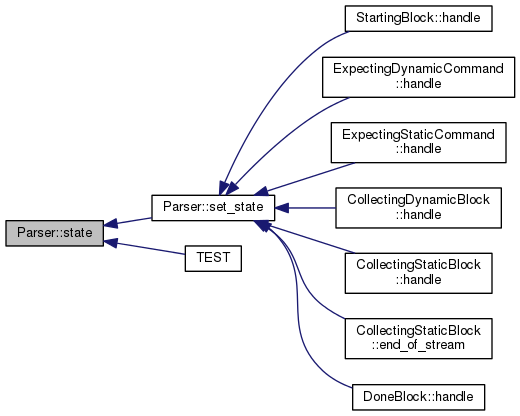 StartingBlock::handle
ExpectingDynamicCommand
::handle
ExpectingStaticCommand
::handle
Parser::set_state
CollectingDynamicBlock
::handle
Parser::state
TEST
CollectingStaticBlock
::handle
CollectingStaticBlock
::end_of_stream
DoneBlock::handle